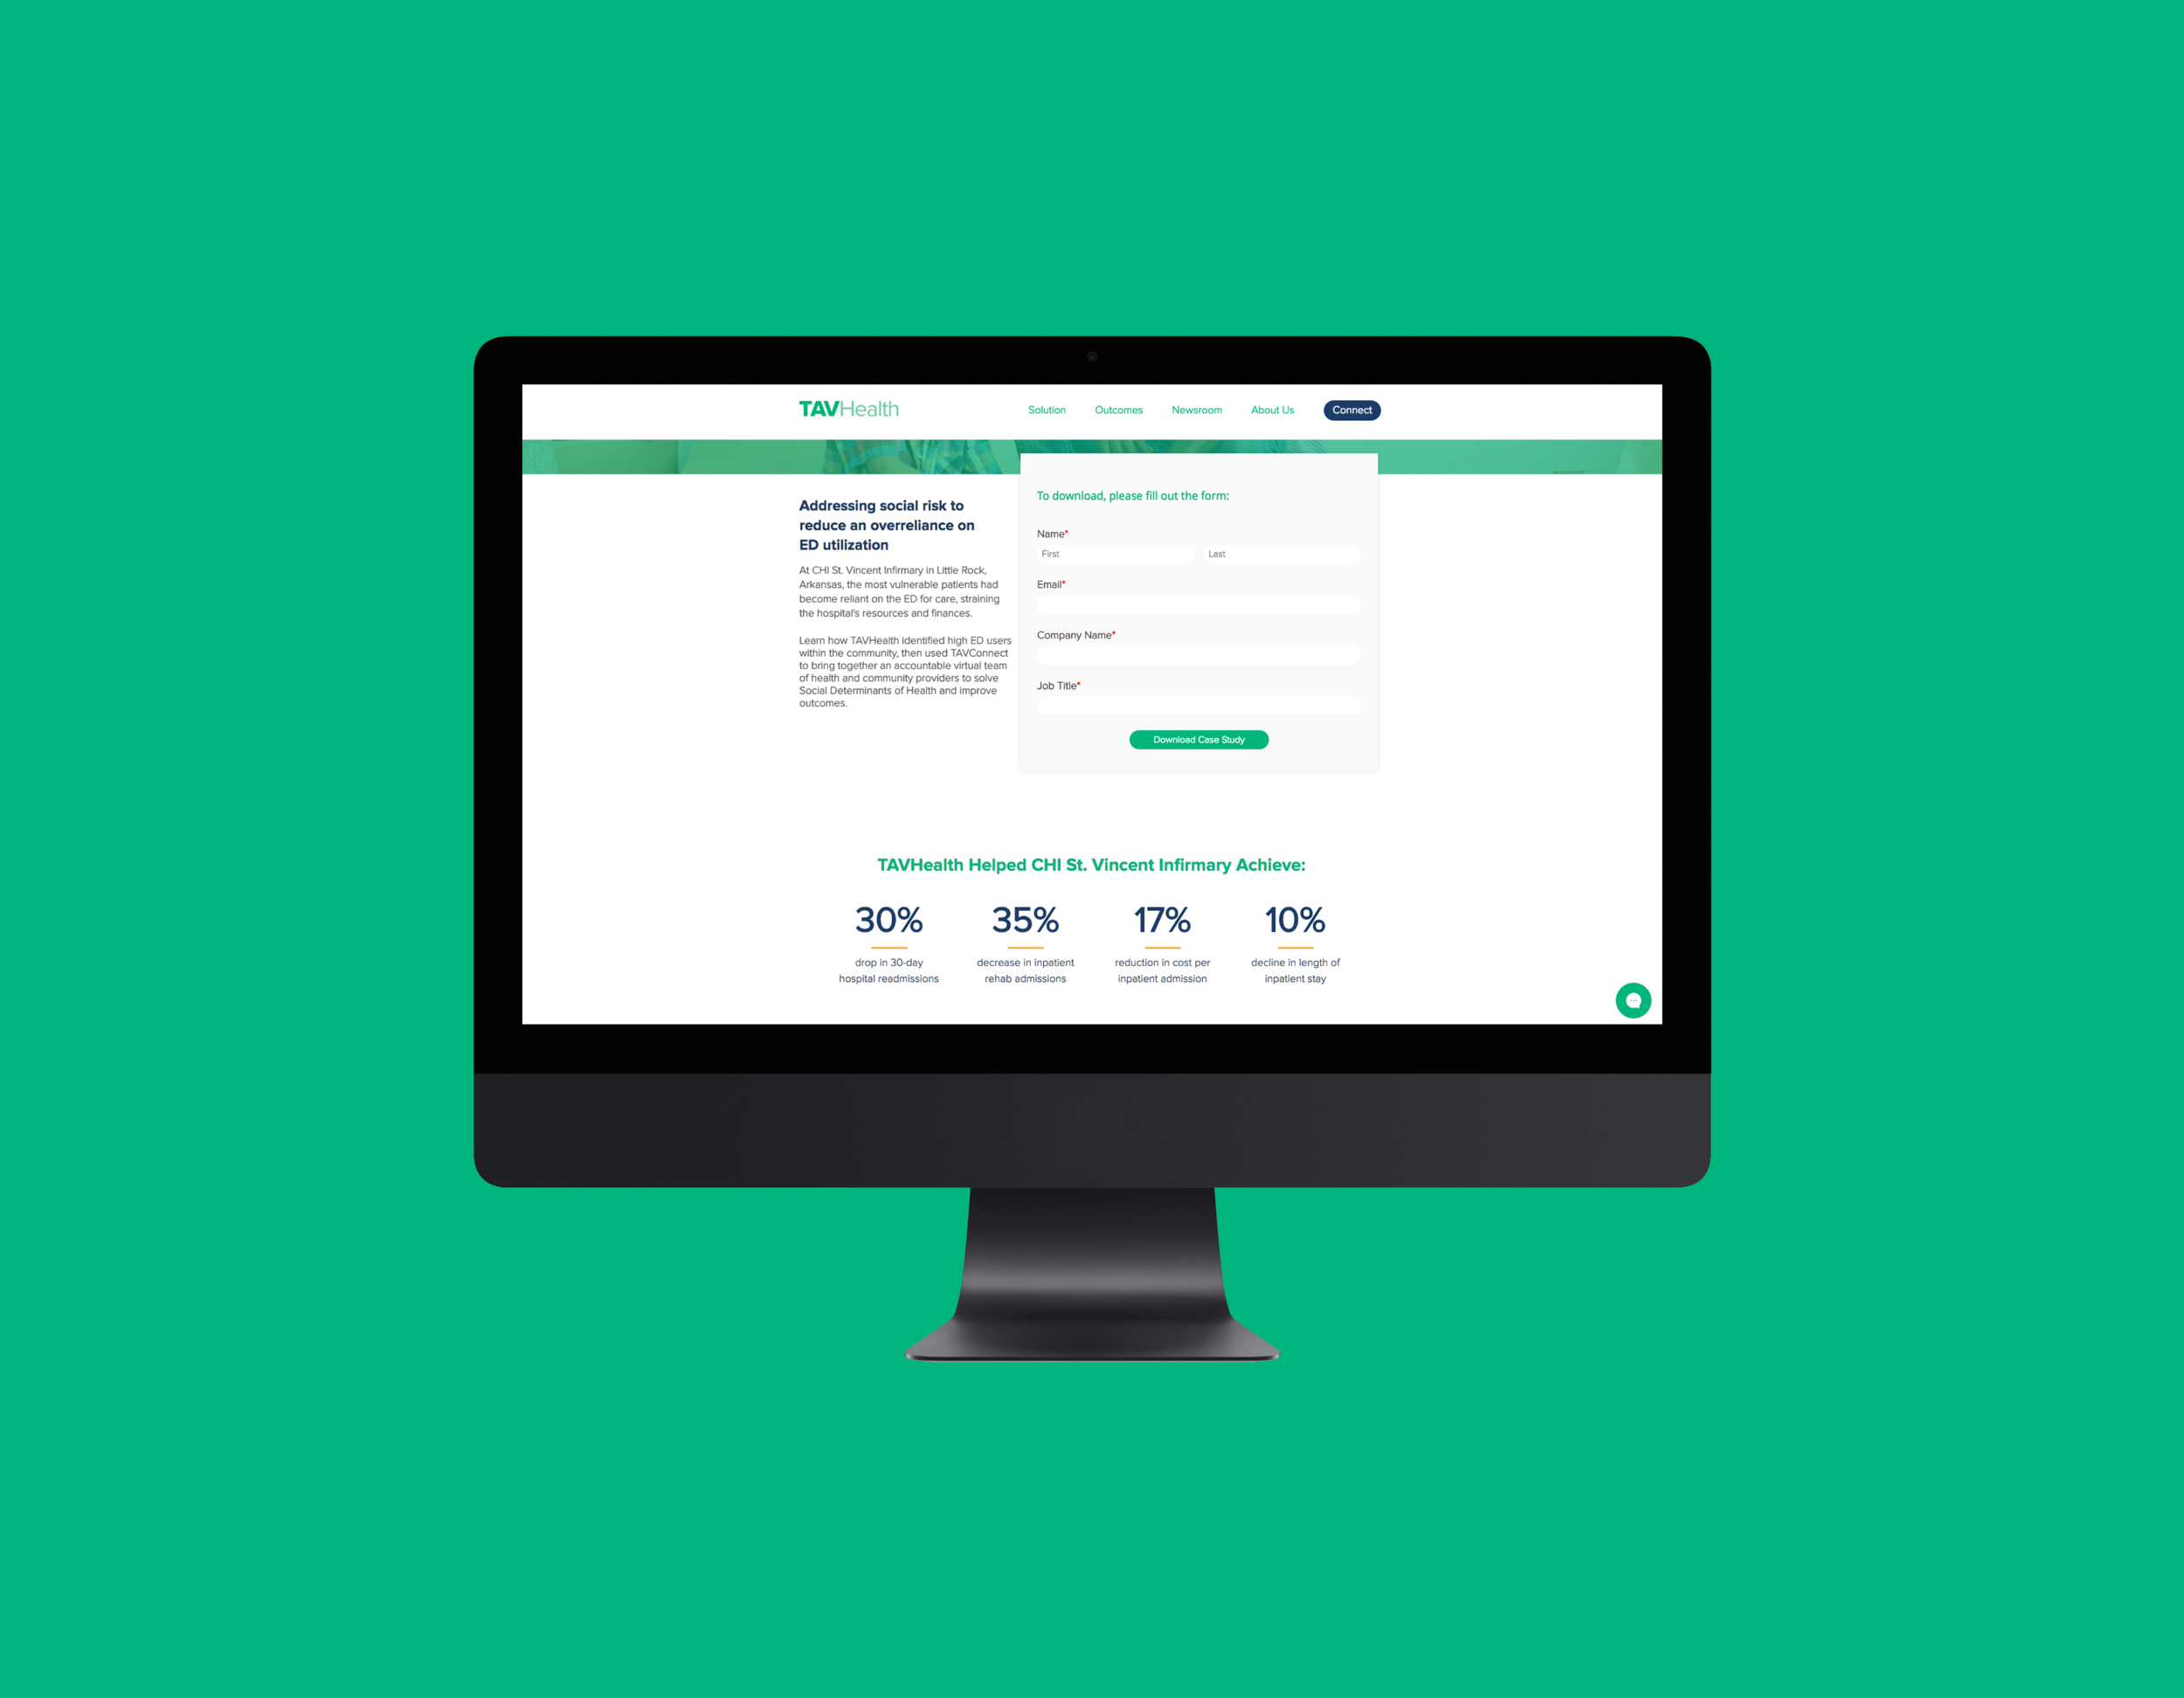 TAVHealth
Solution
Outcomes
Newsroom
About Us
Connect
Addressing social risk to
reduce an overreliance on
ED utilization
At CHI St. Vincent Infirmary in Little Rock,
Arkansas, the most vulnerable patients had
become reliant on the ED for care, straining
the hospital's resources and finances.
Learn how TAVHealth identified high ED users
within the community, then used TAVConnect
to bring together an accountable virtual team
of health and community providers to solve
Social Determinants of Health and improve
outcomes.
To download, please fill out the form:
Name*
First
Last
Email*
Company Name*
Job Title*
Download Case Study
TAVHealth Helped CHI St. Vincent Infirmary Achieve:
30%
drop in 30-day
hospital readmissions
35%
decrease in inpatient
rehab admissions
17%
reduction in cost per
inpatient admission
10%
decline in length of
inpatient stay